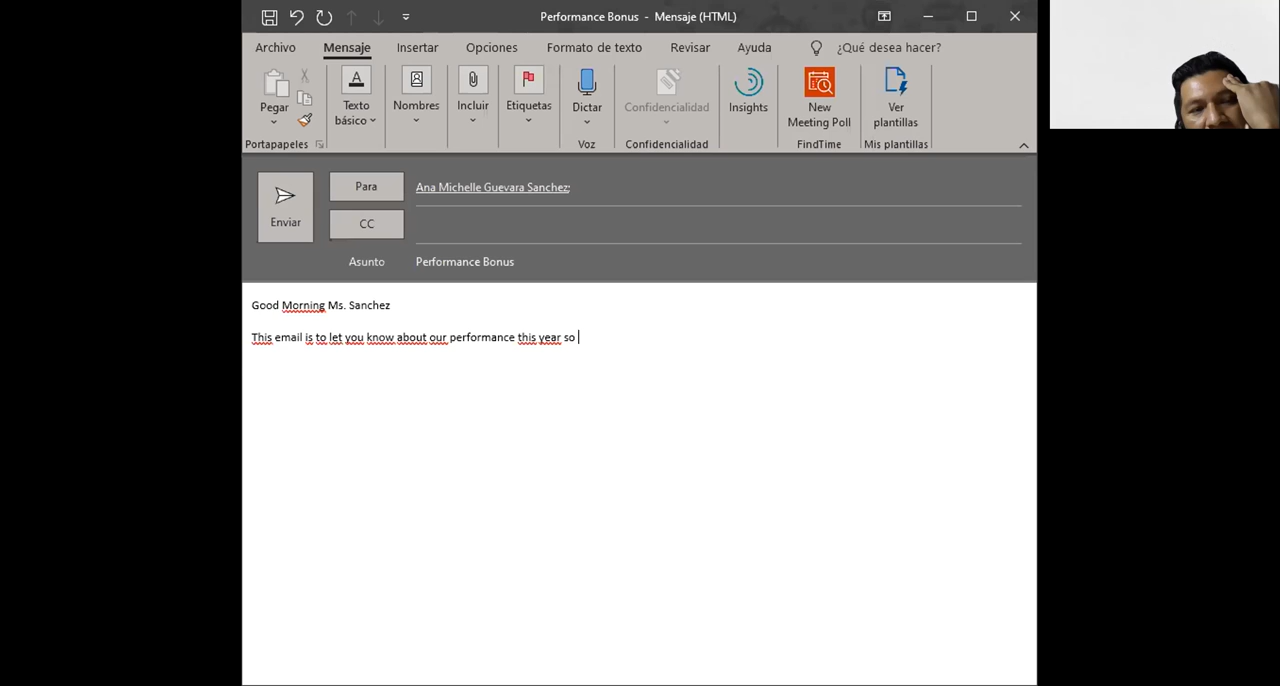 Performance Bonus - Mensaje (HTML)
Archivo Mensaje Insertar Opciones Formato de texto Revisar Ayuda ¿Qué desea hacer?
Pegar
Texto básico
Nombres
Incluir
Etiquetas
Dictar
Confidencialidad
Insights
New Meeting Poll
Ver plantillas
Portapapeles Voz Confidencialidad FindTime Mis plantillas
Enviar
Para Ana Michelle Guevara Sanchez;
CC
Asunto Performance Bonus
Good Morning Ms. Sanchez
This email is to let you know about our performance this year so